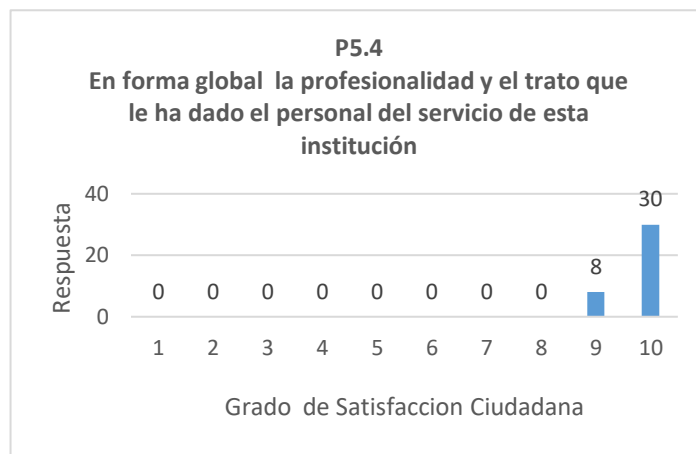 P5.4
En forma global la profesionalidad y el trato que
le ha dado el personal del servicio de esta
institución
40
20
0
Respuesta
0 0 0 0 0 0 0 0 8 30
1 2 3 4 5 6 7 8 9 10
Grado de Satisfaccion Ciudadana